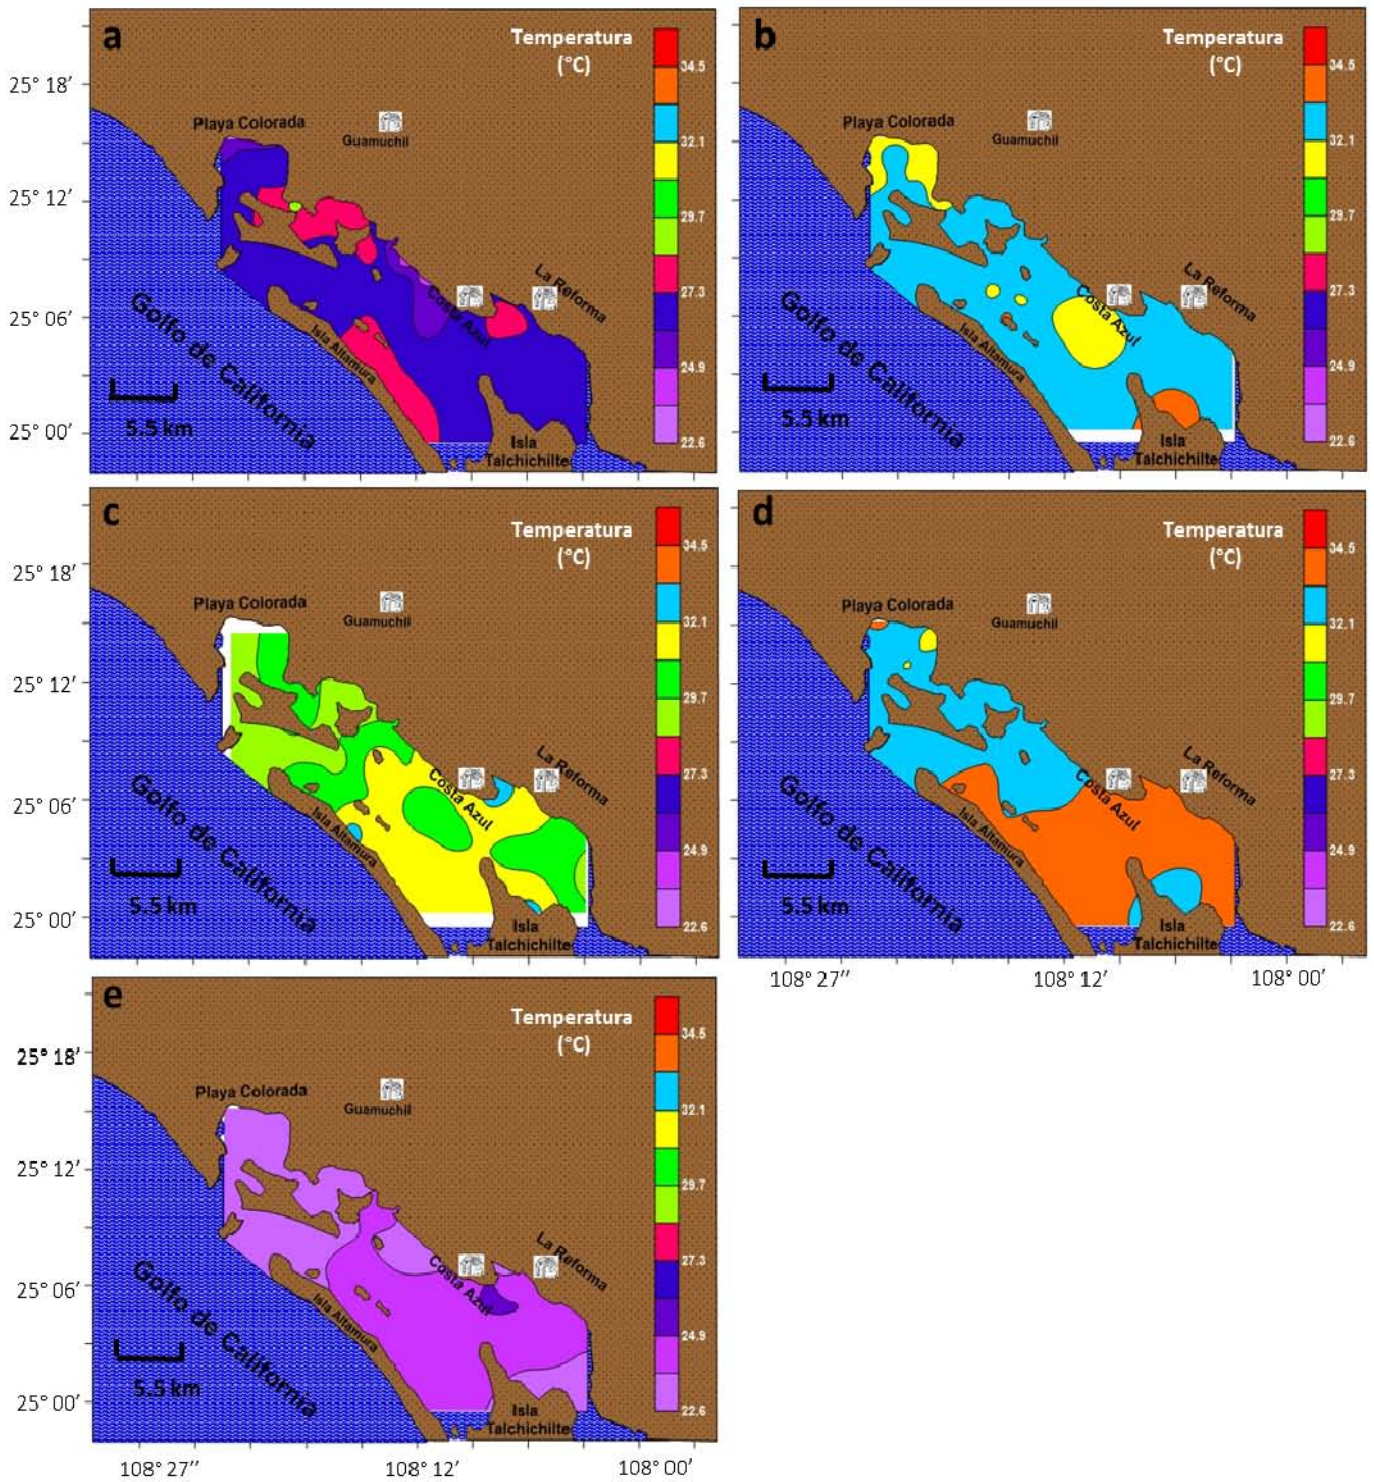 a
Temperatura
(°C)
34.5
32.1
29.7
27.3
24.9
22.6
25° 18’
25° 12’
25° 06’
25° 00’
Playa Colorada
Guamuchil
La Reforma
Costa Azul
Golfo de California
Isla Altamura
5.5 km
Isla
Talchichilte
b
Temperatura
(°C)
34.5
32.1
29.7
27.3
24.9
22.6
Playa Colorada
Guamuchil
La Reforma
Costa Azul
Golfo de California
Isla Altamura
5.5 km
Isla
Talchichilte
c
Temperatura
(°C)
34.5
32.1
29.7
27.3
24.9
22.6
25° 18’
25° 12’
25° 06’
25° 00’
Playa Colorada
Guamuchil
La Reforma
Costa Azul
Golfo de California
Isla Altamura
5.5 km
Isla
Talchichilte
d
Temperatura
(°C)
34.5
32.1
29.7
27.3
24.9
22.6
Playa Colorada
Guamuchil
La Reforma
Costa Azul
Golfo de California
Isla Altamura
5.5 km
Isla
Talchichilte
108° 27’’
108° 12’
108° 00’
e
Temperatura
(°C)
34.5
32.1
29.7
27.3
24.9
22.6
25° 18’
25° 12’
25° 06’
25° 00’
Playa Colorada
Guamuchil
La Reforma
Costa Azul
Golfo de California
Isla Altamura
5.5 km
Isla
Talchichilte
108° 27’’
108° 12’
108° 00’